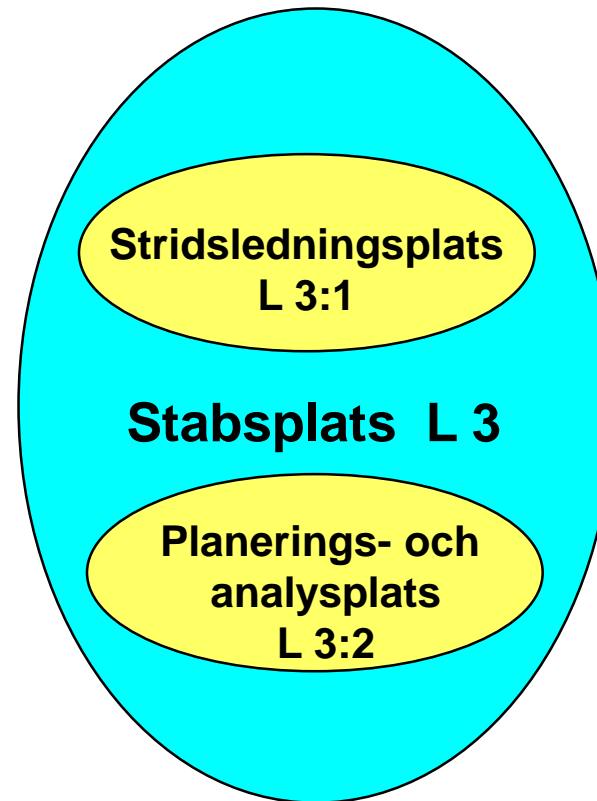 Stridsledningsplats
L 3:1
Stabsplats L 3
Planerings- och
analysplats
L 3:2